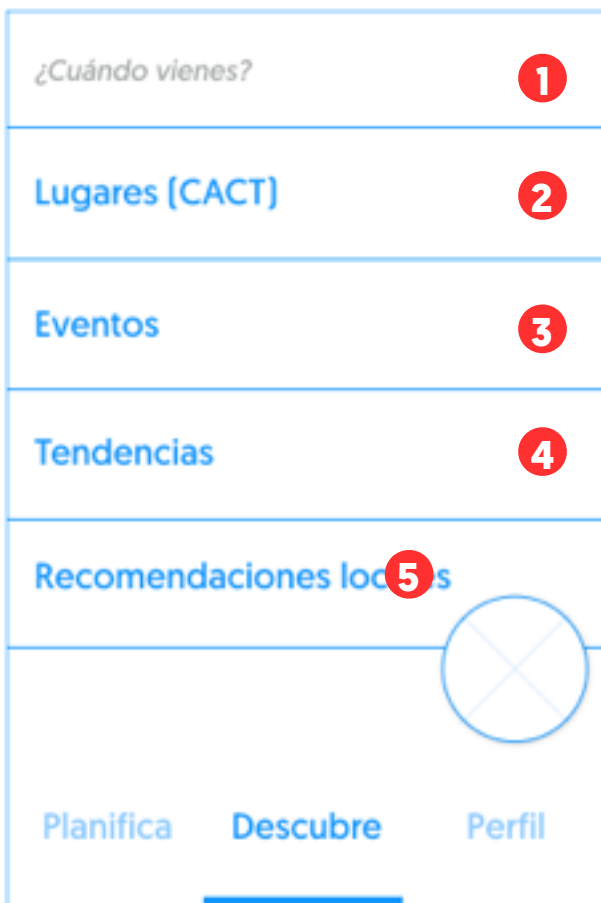 ¿Cuándo vienes? 1
Lugares (CACT) 2
Eventos 3
Tendencias 4
Recomendaciones 5
Planifica Descubre Perfil